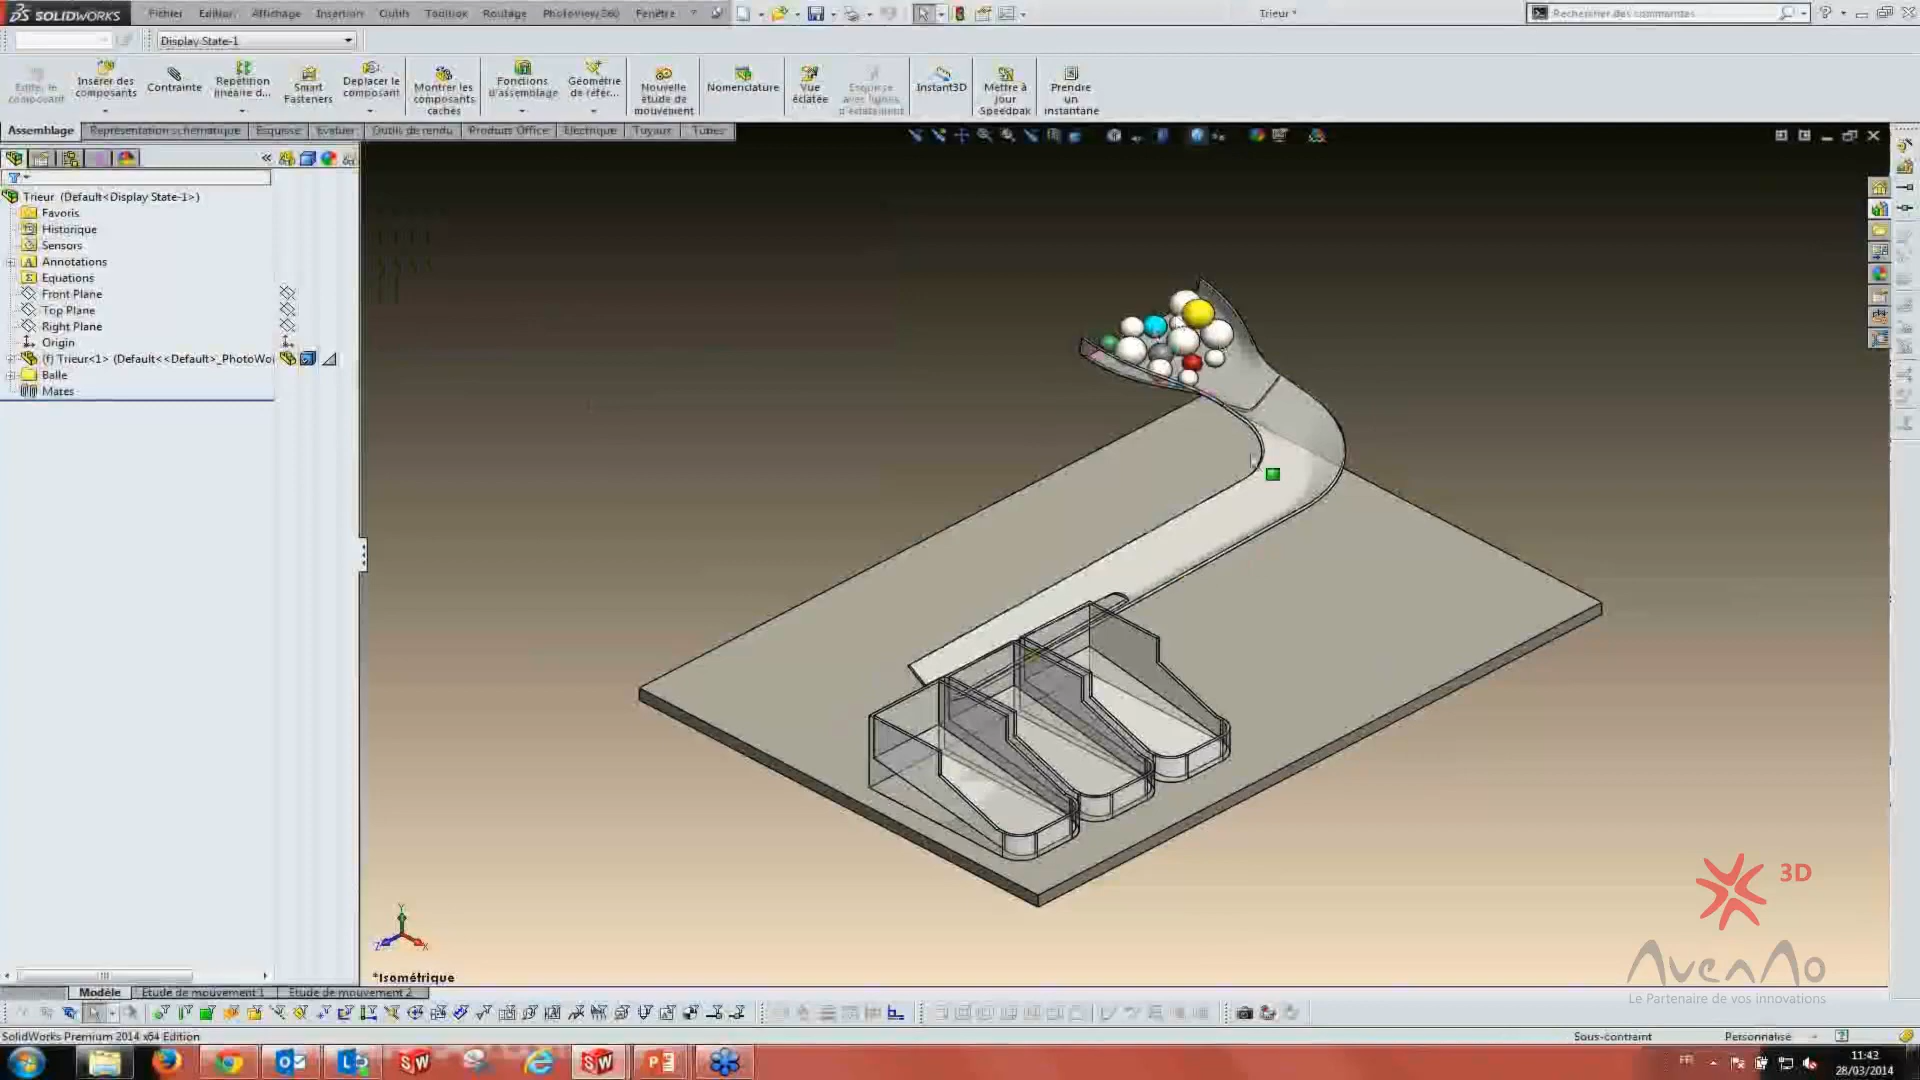 SOLIDWORKS Fichier Edition Affichage Insertion Outils Toolbox Routage PhotoView 360 Fenêtre ? Trieur * Rechercher des commandes
Display State-1
Editer le composant
Insérer des composants
Contrainte
Répétition linéaire d...
Smart Fasteners
Déplacer le composant
Montrer les composants cachés
Fonctions d'assemblage
Géométrie de référ...
Nouvelle étude de mouvement
Nomenclature
Vue éclatée
Esquisse avec lignes d'éclatement
Instant3D
Mettre à jour Speedpak
Prendre un instantané
Assemblage Représentation schématique Esquisse Evaluer Outils de rendu Produits Office Electrique Tuyaux Tubes
Trieur (Default<Display State-1>)
Favoris
Historique
Sensors
Annotations
Equations
Front Plane
Top Plane
Right Plane
Origin
(f) Trieur<1> (Default<<Default>_PhotoWo
Balle
Mates
Y
Z
X
*Isométrique
3D
AvenAo
Le Partenaire de vos innovations
Modèle Etude de mouvement 1 Etude de mouvement 2
SolidWorks Premium 2014 x64 Edition Sous-contraint Personnalisé
FR 11:43
28/03/2014